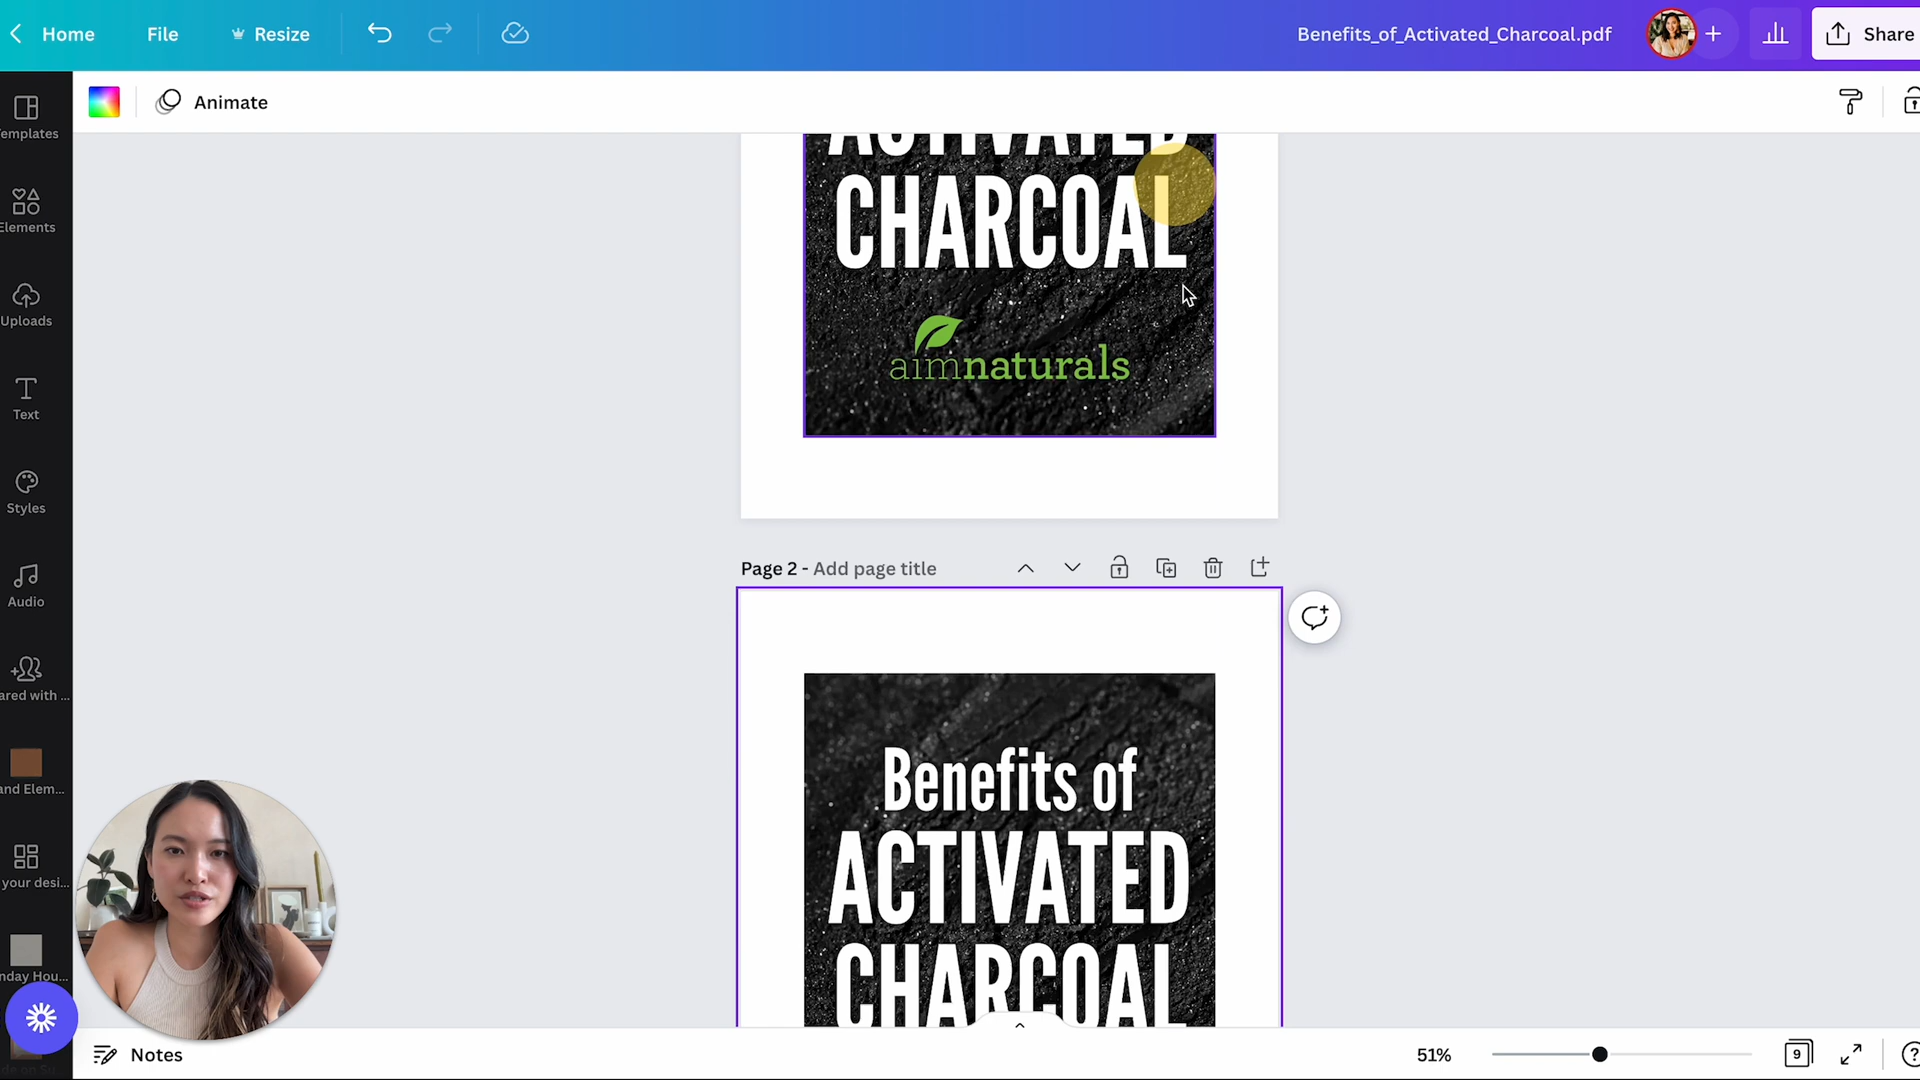 Home
File
Resize
Benefits_of_Activated_Charcoal.pdf
Share
Animate
emplates
Elements
Uploads
Text
Styles
Audio
ared with ...
and Elem...
your desi...
nday Hou...
ACTIVATED
CHARCOAL
aimnaturals
Page 2 - Add page title
Benefits of
ACTIVATED
CHARCOAL
Notes
51%
9